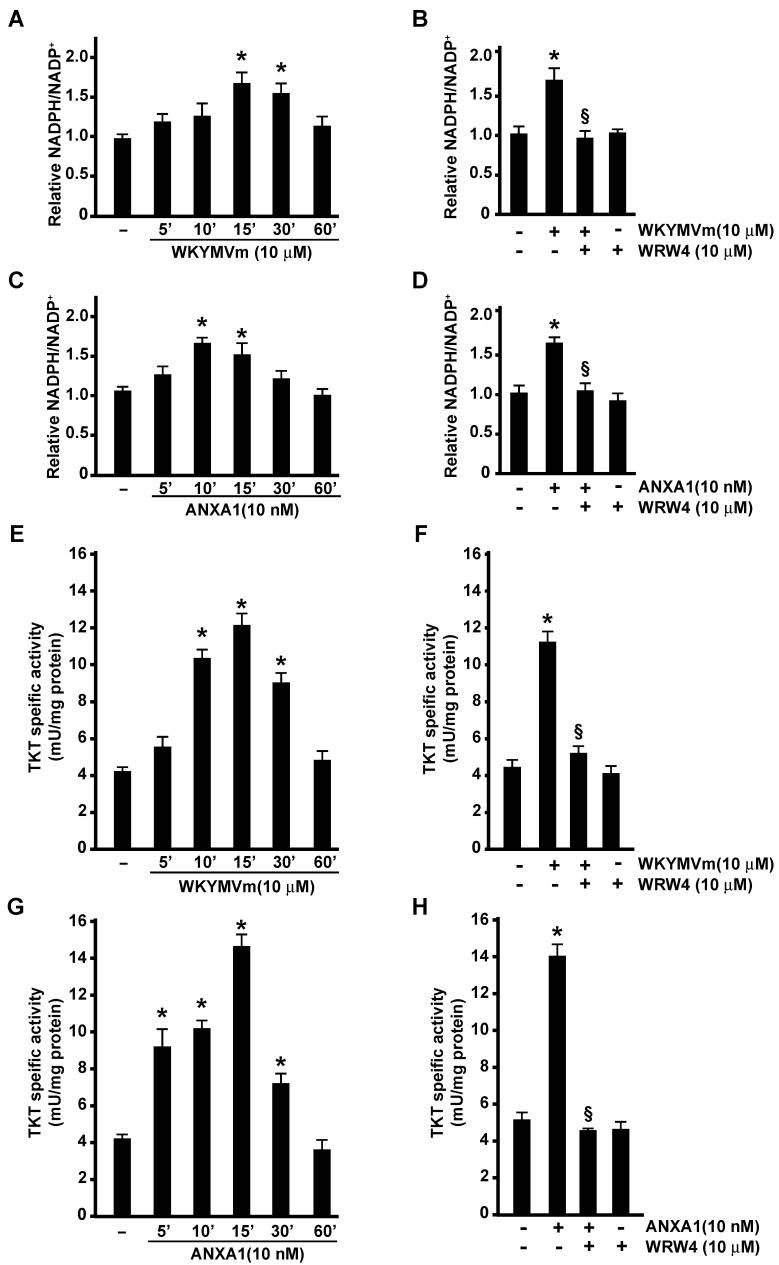 A
Relative NADPH/NADP+
2.0
1.5
1.0
0.5
0
*
*
– 5’ 10’ 15’ 30’ 60’
WKYMVm (10 μM)
B
Relative NADPH/NADP+
2.0
1.5
1.0
0.5
0
*
§
- + + - WKYMVm(10 μM)
- - + + WRW4 (10 μM)
C
Relative NADPH/NADP+
2.0
1.5
1.0
0.5
0
*
*
– 5’ 10’ 15’ 30’ 60’
ANXA1(10 nM)
D
Relative NADPH/NADP+
2.0
1.5
1.0
0.5
0
*
§
- + + - ANXA1(10 nM)
- - + + WRW4 (10 μM)
E
TKT speific activity
(mU/mg protein)
16
14
12
10
8
6
4
2
0
*
*
*
– 5’ 10’ 15’ 30’ 60’
WKYMVm(10 μM)
F
TKT speific activity
(mU/mg protein)
16
14
12
10
8
6
4
2
0
*
§
- + + - WKYMVm(10 μM)
- - + + WRW4 (10 μM)
G
TKT speific activity
(mU/mg protein)
16
14
12
10
8
6
4
2
0
*
*
*
*
– 5’ 10’ 15’ 30’ 60’
ANXA1(10 nM)
H
TKT speific activity
(mU/mg protein)
16
14
12
10
8
6
4
2
0
*
§
- + + - ANXA1(10 nM)
- - + + WRW4 (10 μM)